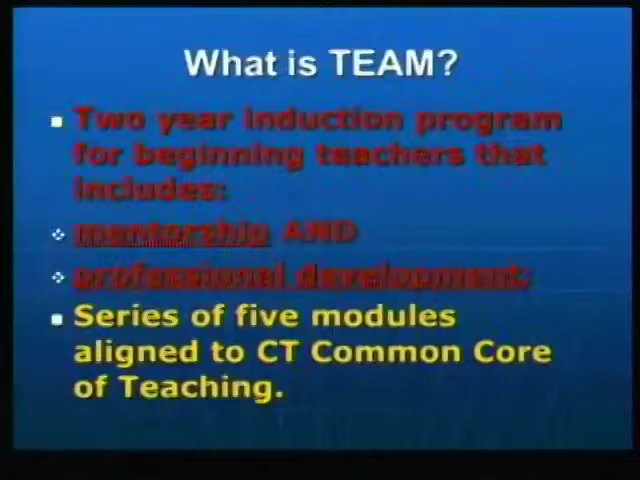 What is TEAM?
Two year induction program
for beginning teachers that
includes:
mentorship AND
professional development;
Series of five modules
aligned to CT Common Core
of Teaching.